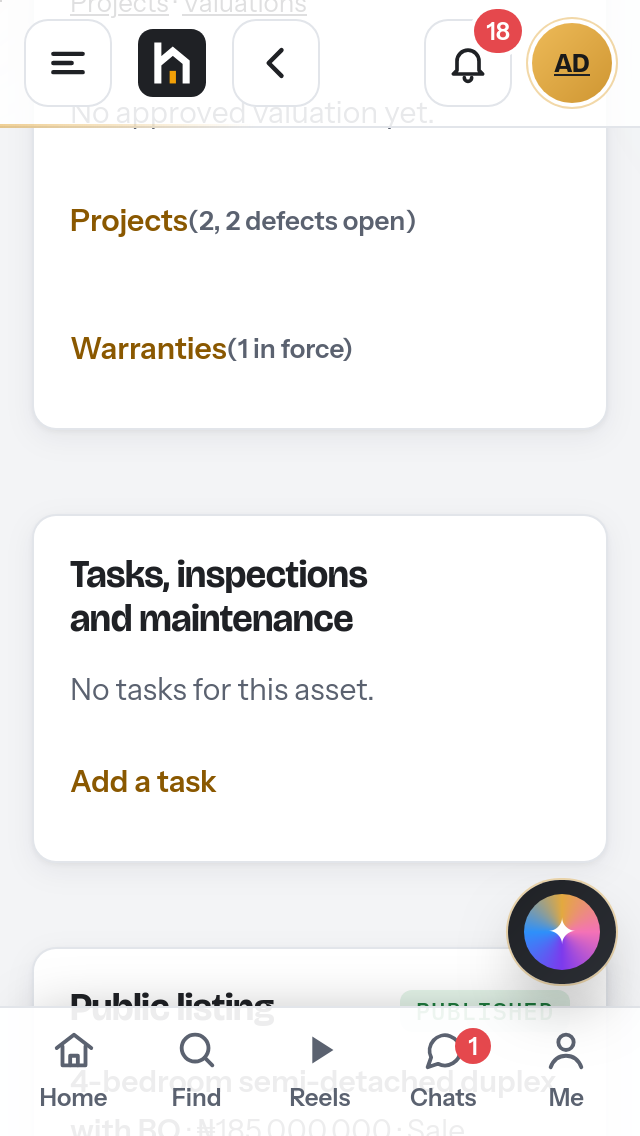 Projects · Valuations
18
AD
No approved valuation yet.
Projects(2, 2 defects open)
Warranties(1 in force)
Tasks, inspections
and maintenance
No tasks for this asset.
Add a task
Public listing PUBLISHED
4-bedroom semi-detached duplex
with BQ · ₦185,000,000 · Sale
1
Home Find Reels Chats Me